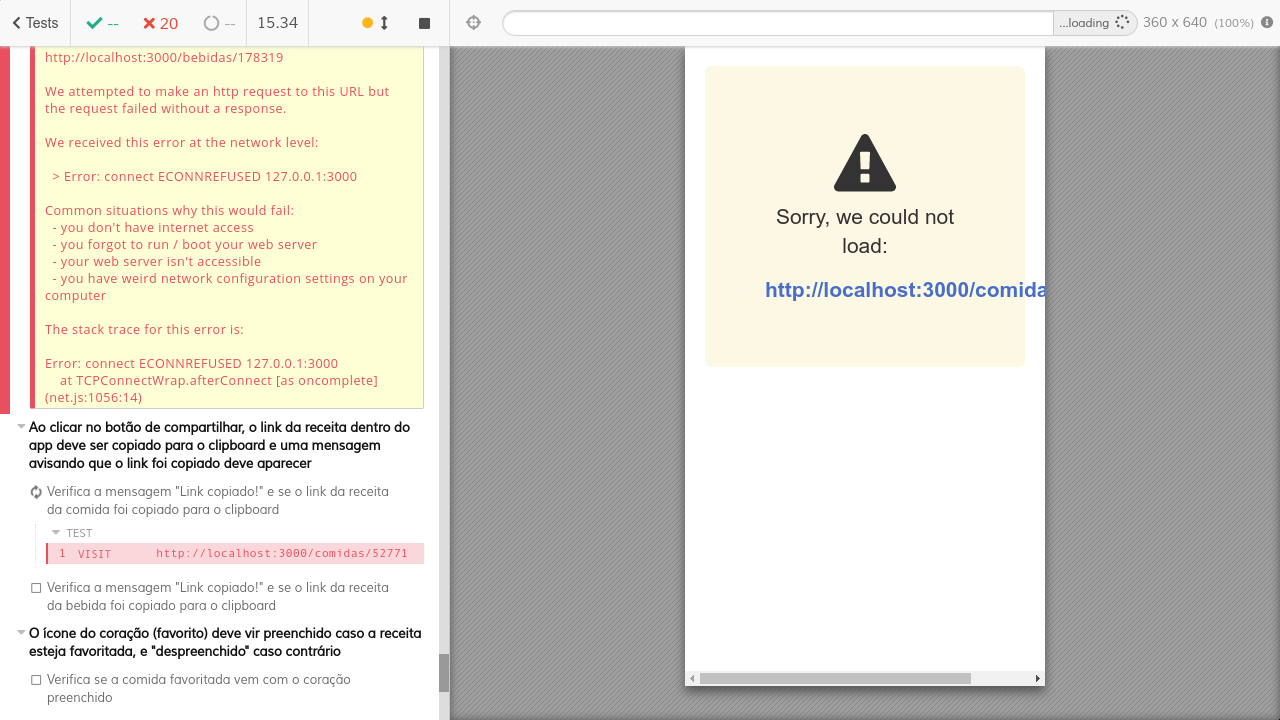 Tests
--
20
--
15.34
...loading
360 x 640 (100%)
http://localhost:3000/bebidas/178319
We attempted to make an http request to this URL but
the request failed without a response.
We received this error at the network level:
> Error: connect ECONNREFUSED 127.0.0.1:3000
Common situations why this would fail:
- you don't have internet access
- you forgot to run / boot your web server
- your web server isn't accessible
- you have weird network configuration settings on your
computer
The stack trace for this error is:
Error: connect ECONNREFUSED 127.0.0.1:3000
at TCPConnectWrap.afterConnect [as oncomplete]
(net.js:1056:14)
Ao clicar no botão de compartilhar, o link da receita dentro do
app deve ser copiado para o clipboard e uma mensagem
avisando que o link foi copiado deve aparecer
Verifica a mensagem "Link copiado!" e se o link da receita
da comida foi copiado para o clipboard
TEST
1 VISIT http://localhost:3000/comidas/52771
Verifica a mensagem "Link copiado!" e se o link da receita
da bebida foi copiado para o clipboard
O ícone do coração (favorito) deve vir preenchido caso a receita
esteja favoritada, e "despreenchido" caso contrário
Verifica se a comida favoritada vem com o coração
preenchido
Sorry, we could not
load:
http://localhost:3000/comida